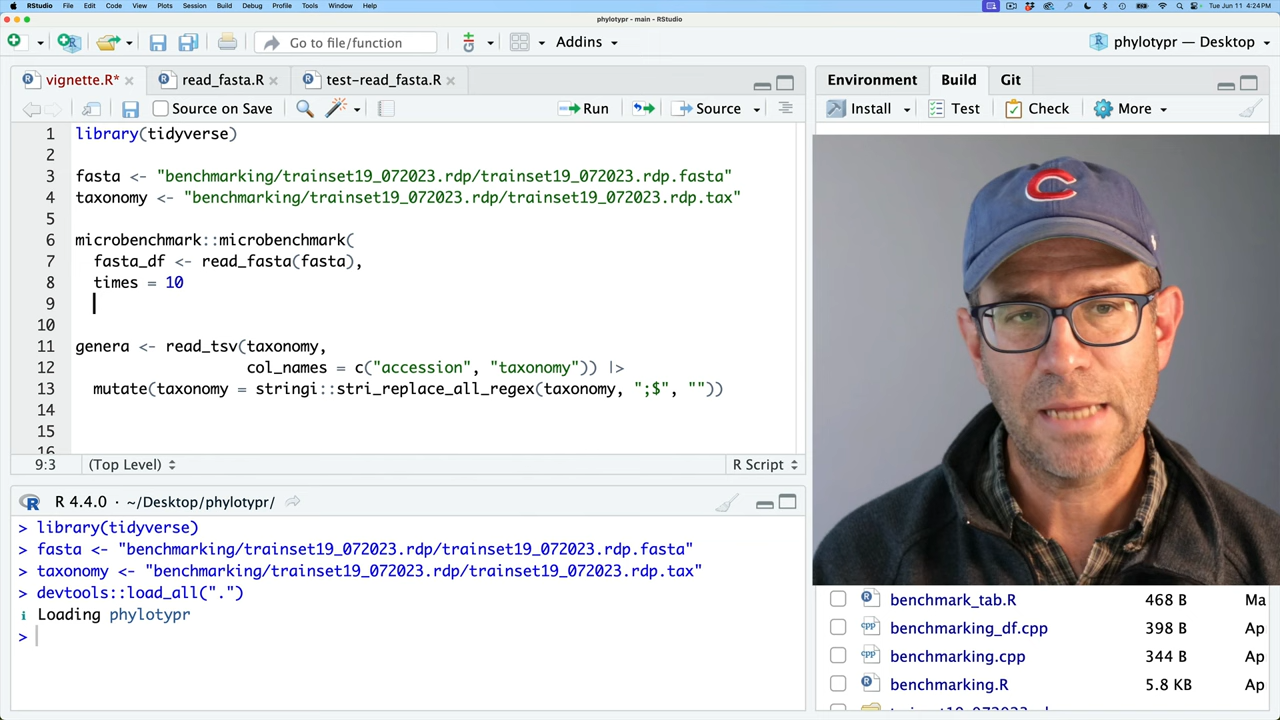 RStudio File Edit Code View Plots Session Build Debug Profile Tools Window Help Tue Jun 11 4:24 PM
phylotypr - main - RStudio
Go to file/function Addins phylotypr — Desktop
vignette.R* read_fasta.R test-read_fasta.R
Source on Save Run Source
1 library(tidyverse)
2
3 fasta <- "benchmarking/trainset19_072023.rdp/trainset19_072023.rdp.fasta"
4 taxonomy <- "benchmarking/trainset19_072023.rdp/trainset19_072023.rdp.tax"
5
6 microbenchmark::microbenchmark(
7 fasta_df <- read_fasta(fasta),
8 times = 10
9
10
11 genera <- read_tsv(taxonomy,
12 col_names = c("accession", "taxonomy")) |>
13 mutate(taxonomy = stringi::stri_replace_all_regex(taxonomy, ";$", ""))
14
15
16
9:3 (Top Level) R Script
R 4.4.0 · ~/Desktop/phylotypr/
> library(tidyverse)
> fasta <- "benchmarking/trainset19_072023.rdp/trainset19_072023.rdp.fasta"
> taxonomy <- "benchmarking/trainset19_072023.rdp/trainset19_072023.rdp.tax"
> devtools::load_all(".")
i Loading phylotypr
>
Environment Build Git
Install Test Check More
C
benchmark_tab.R 468 B Ma
benchmarking_df.cpp 398 B Ap
benchmarking.cpp 344 B Ap
benchmarking.R 5.8 KB Ap